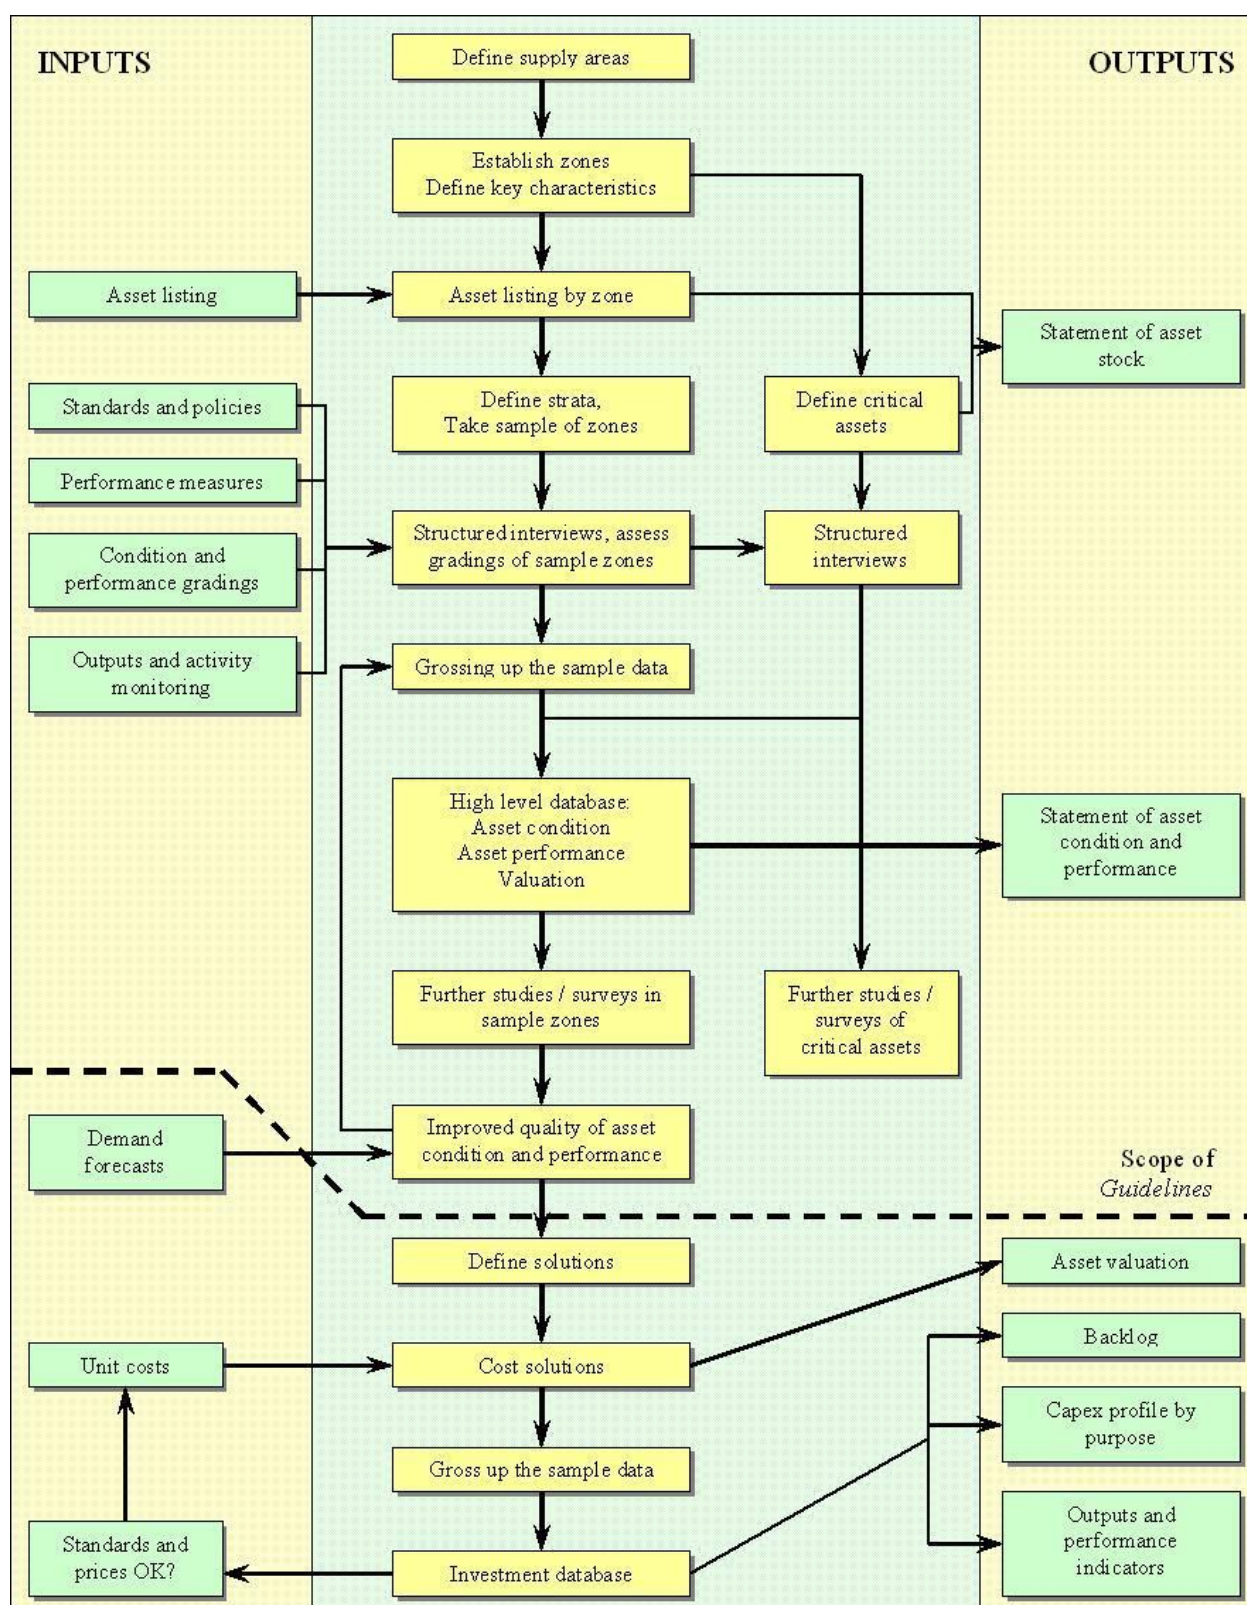 INPUTS
OUTPUTS
Define supply areas
Establish zones
Define key characteristics
Asset listing
Asset listing by zone
Statement of asset
stock
Standards and policies
Define strata,
Take sample of zones
Define critical
assets
Performance measures
Condition and
performance gradings
Structured interviews, assess
gradings of sample zones
Structured
interviews
Outputs and activity
monitoring
Grossing up the sample data
High level database:
Asset condition
Asset performance
Valuation
Statement of asset
condition and
performance
Further studies / surveys in
sample zones
Further studies /
surveys of
critical assets
Demand
forecasts
Improved quality of asset
condition and performance
Scope of
Guidelines
Define solutions
Asset valuation
Unit costs
Cost solutions
Backlog
Capex profile by
purpose
Gross up the sample data
Standards and
prices OK?
Investment database
Outputs and
performance
indicators